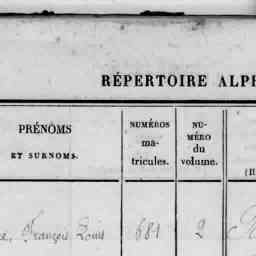 RÉPERTOIRE ALPH
PRÉNOMS
ET SURNOMS.
NUMÉROS
ma-
tricules.
NU-
MÉRO
du
volume.
François Louis 681 2